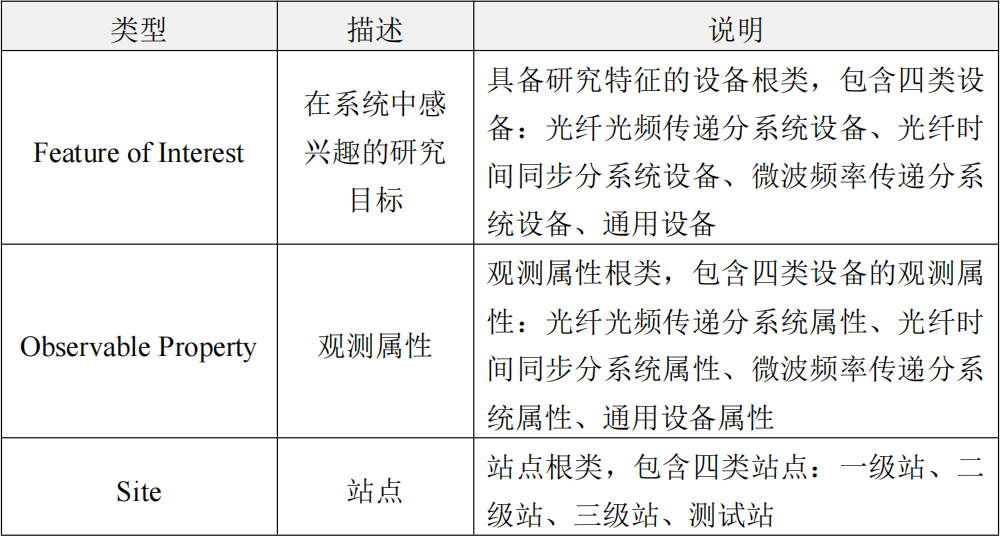 类型 描述 说明
Feature of Interest
在系统中感
兴趣的研究
目标
具备研究特征的设备根类，包含四类设
备：光纤光频传递分系统设备、光纤时
间同步分系统设备、微波频率传递分系
统设备、通用设备
Observable Property
观测属性
观测属性根类，包含四类设备的观测属
性：光纤光频传递分系统属性、光纤时
间同步分系统属性、微波频率传递分系
统属性、通用设备属性
Site
站点
站点根类，包含四类站点：一级站、二
级站、三级站、测试站